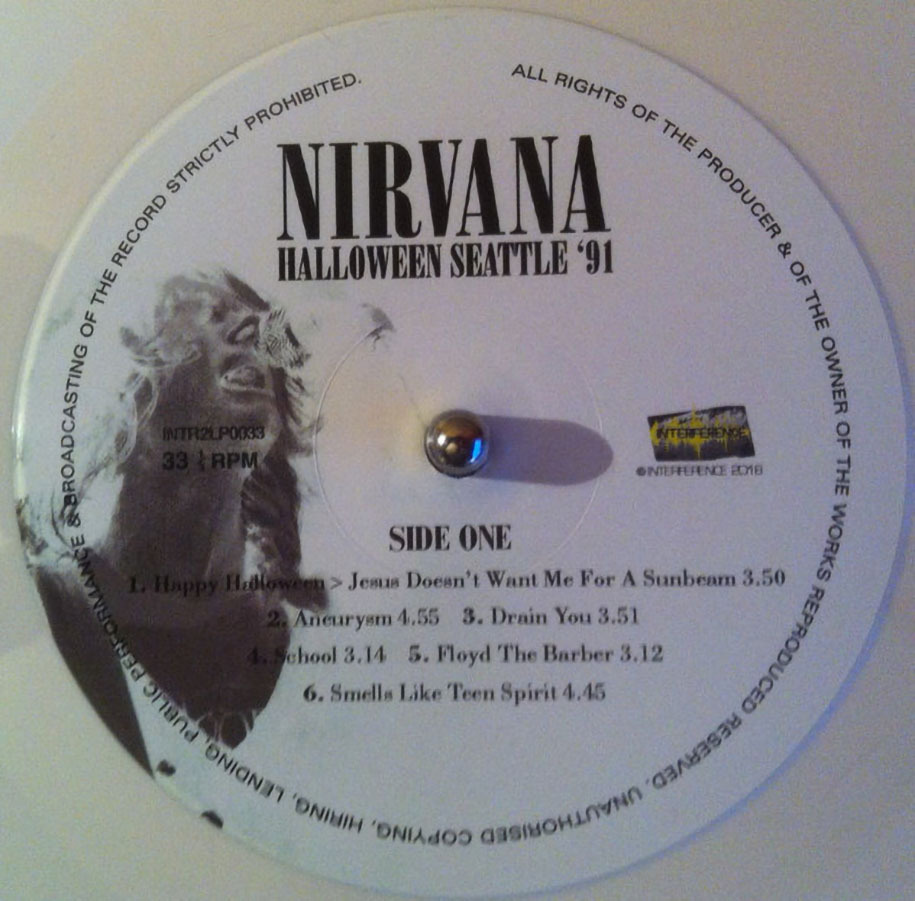 ALL RIGHTS OF THE PRODUCER & OF THE OWNER OF THE WORKS REPRODUCED RESERVED. UNAUTHORISED COPYING, HIRING, LENDING, PUBLIC PERFORMANCE & BROADCASTING OF THE RECORD STRICTLY PROHIBITED.
NIRVANA
HALLOWEEN SEATTLE ‘91
INTR2LP0033
33 ⅓ RPM
INTERFERENCE
℗©INTERFERENCE 2016
SIDE ONE
1. Happy Halloween > Jesus Doesn't Want Me For A Sunbeam 3.50
2. Aneurysm 4.55 3. Drain You 3.51
4. School 3.14 5. Floyd The Barber 3.12
6. Smells Like Teen Spirit 4.45